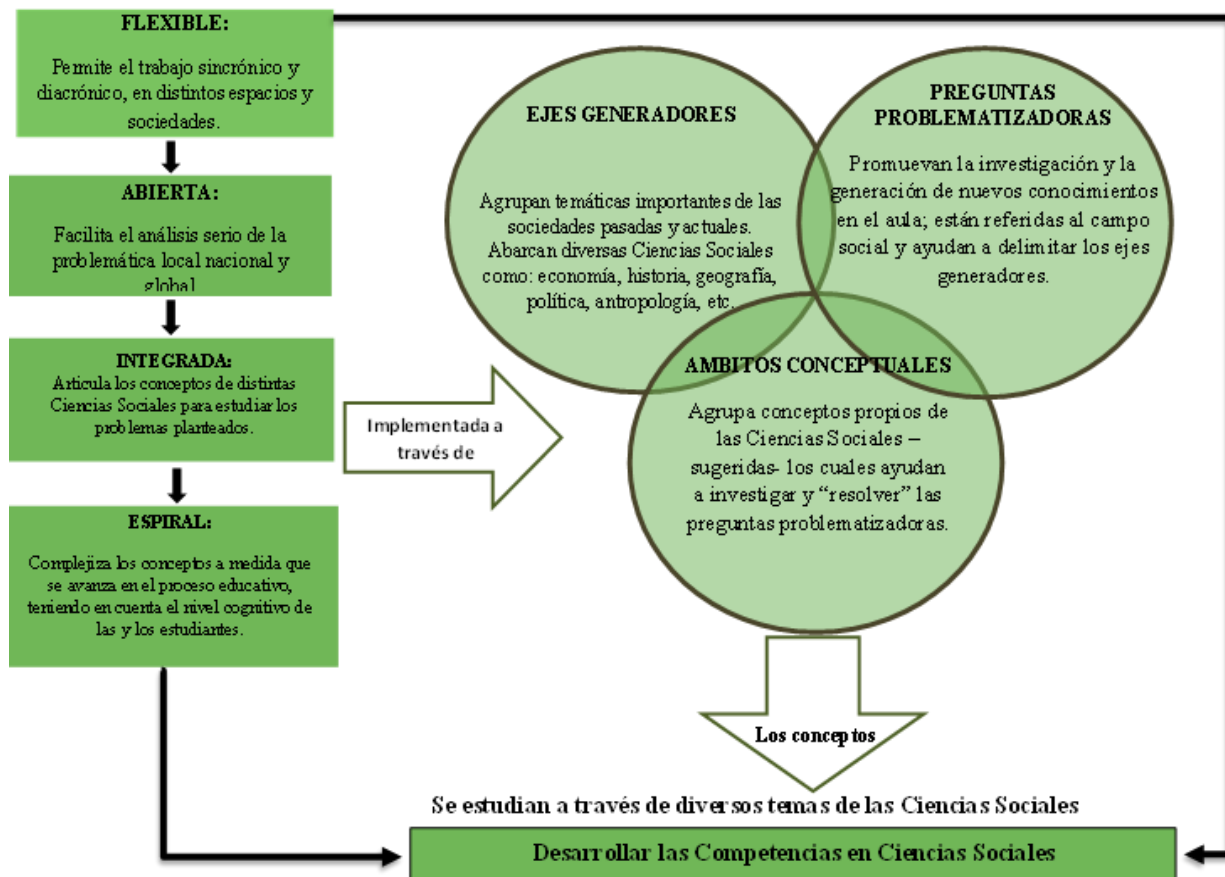 FLEXIBLE:
Permite el trabajo sincrónico y
diacrónico, en distintos espacios y
sociedades.
ABIERTA:
Facilita el análisis serio de la
problemática local nacional y
global
INTEGRADA:
Articula los conceptos de distintas
Ciencias Sociales para estudiar los
problemas planteados.
ESPIRAL:
Complejiza los conceptos a medida que
se avanza en el proceso educativo,
teniendo en cuenta el nivel cognitivo de
las y los estudiantes.
Implementada a
través de
EJES GENERADORES
Agrupan temáticas importantes de las
sociedades pasadas y actuales.
Abarcan diversas Ciencias Sociales
como: economía, historia, geografía,
política, antropología, etc.
PREGUNTAS
PROBLEMATIZADORAS
Promuevan la investigación y la
generación de nuevos conocimientos
en el aula; están referidas al campo
social y ayudan a delimitar los ejes
generadores.
AMBITOS CONCEPTUALES
Agrupa conceptos propios de
las Ciencias Sociales –
sugeridas- los cuales ayudan
a investigar y “resolver” las
preguntas problematizadoras.
Los conceptos
Se estudian a través de diversos temas de las Ciencias Sociales
Desarrollar las Competencias en Ciencias Sociales